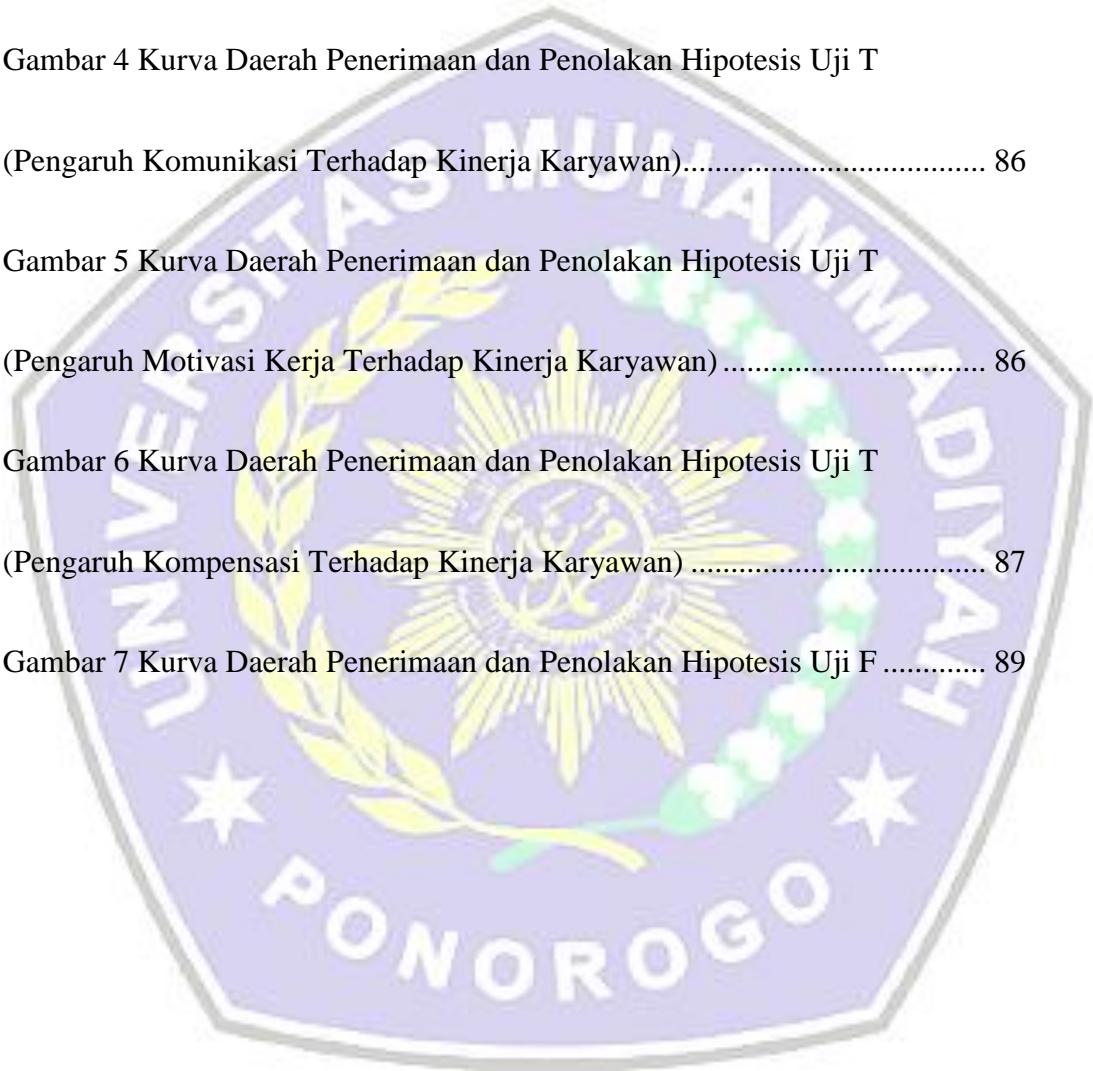 Gambar 4 Kurva Daerah Penerimaan dan Penolakan Hipotesis Uji T
(Pengaruh Komunikasi Terhadap Kinerja Karyawan)...................................... 86
Gambar 5 Kurva Daerah Penerimaan dan Penolakan Hipotesis Uji T
(Pengaruh Motivasi Kerja Terhadap Kinerja Karyawan) ................................. 86
Gambar 6 Kurva Daerah Penerimaan dan Penolakan Hipotesis Uji T
(Pengaruh Kompensasi Terhadap Kinerja Karyawan) ..................................... 87
Gambar 7 Kurva Daerah Penerimaan dan Penolakan Hipotesis Uji F ............. 89
UNIVERSITAS MUHAMMADIYAH
PONOROGO